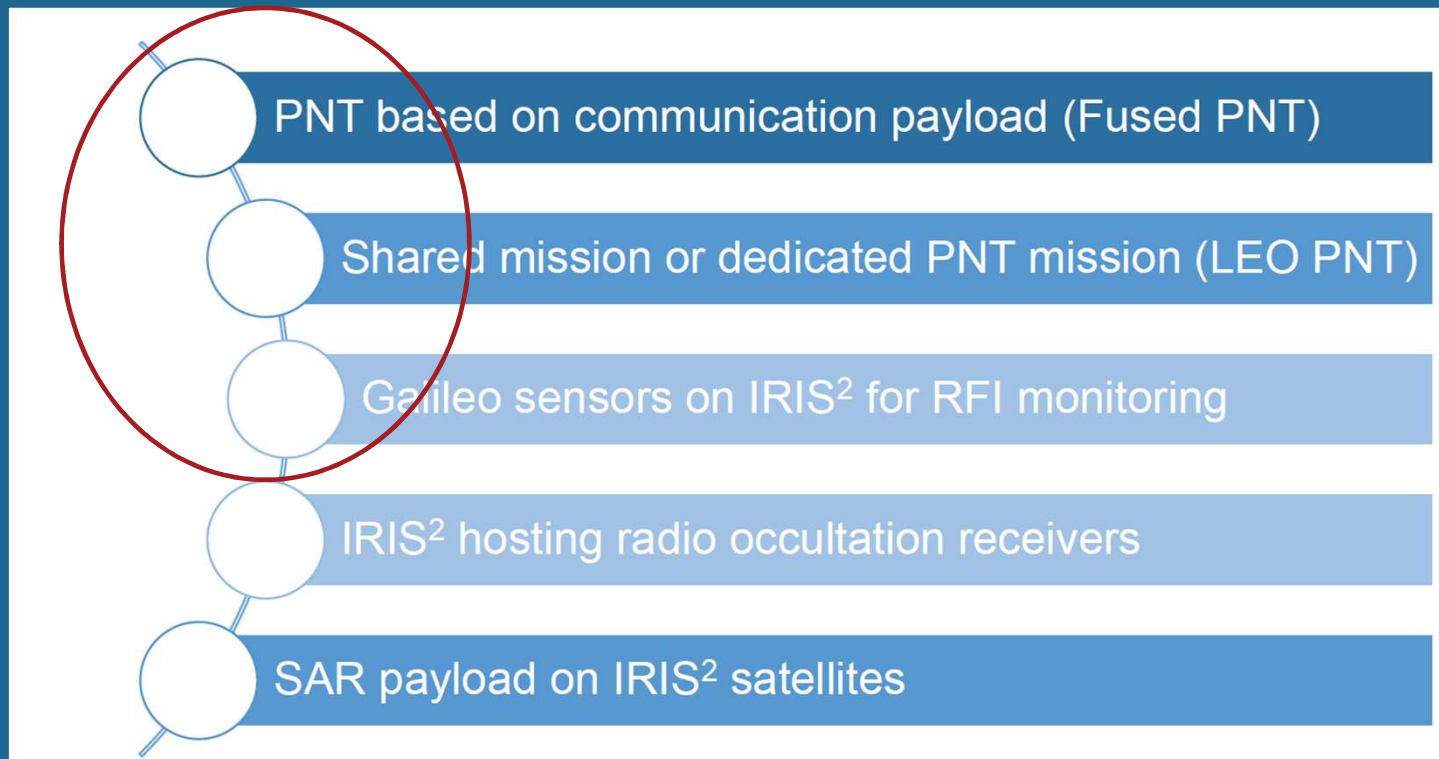 PNT based on communication payload (Fused PNT)
Shared mission or dedicated PNT mission (LEO PNT)
Galileo sensors on IRIS² for RFI monitoring
IRIS² hosting radio occultation receivers
SAR payload on IRIS² satellites